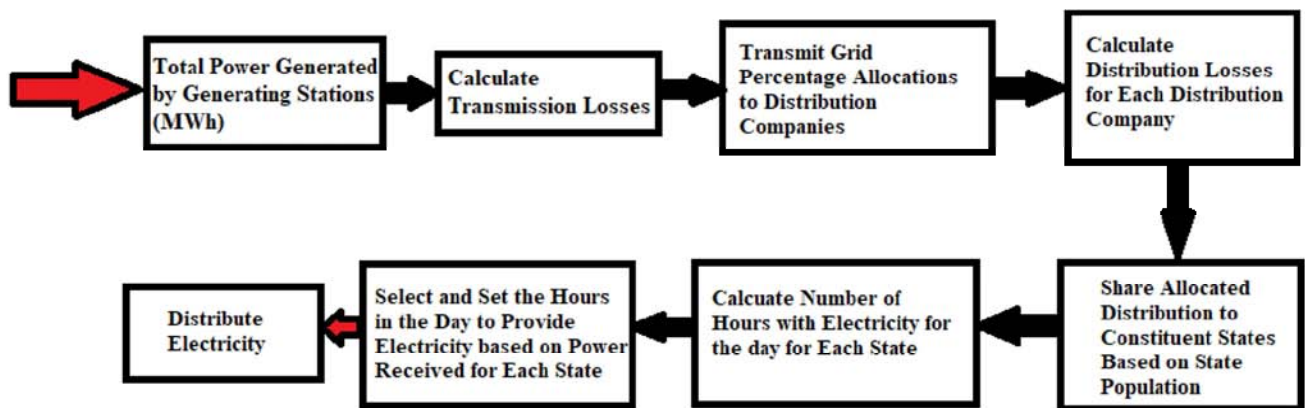 Total Power Generated
by Generating Stations
(MWh)
Calculate
Transmission Losses
Transmit Grid
Percentage Allocations
to Distribution
Companies
Calculate
Distribution Losses
for Each Distribution
Company
Share Allocated
Distribution to
Constituent States
Based on State
Population
Calcuate Number of
Hours with Electricity for
the day for Each State
Select and Set the Hours
in the Day to Provide
Electricity based on Power
Received for Each State
Distribute
Electricity